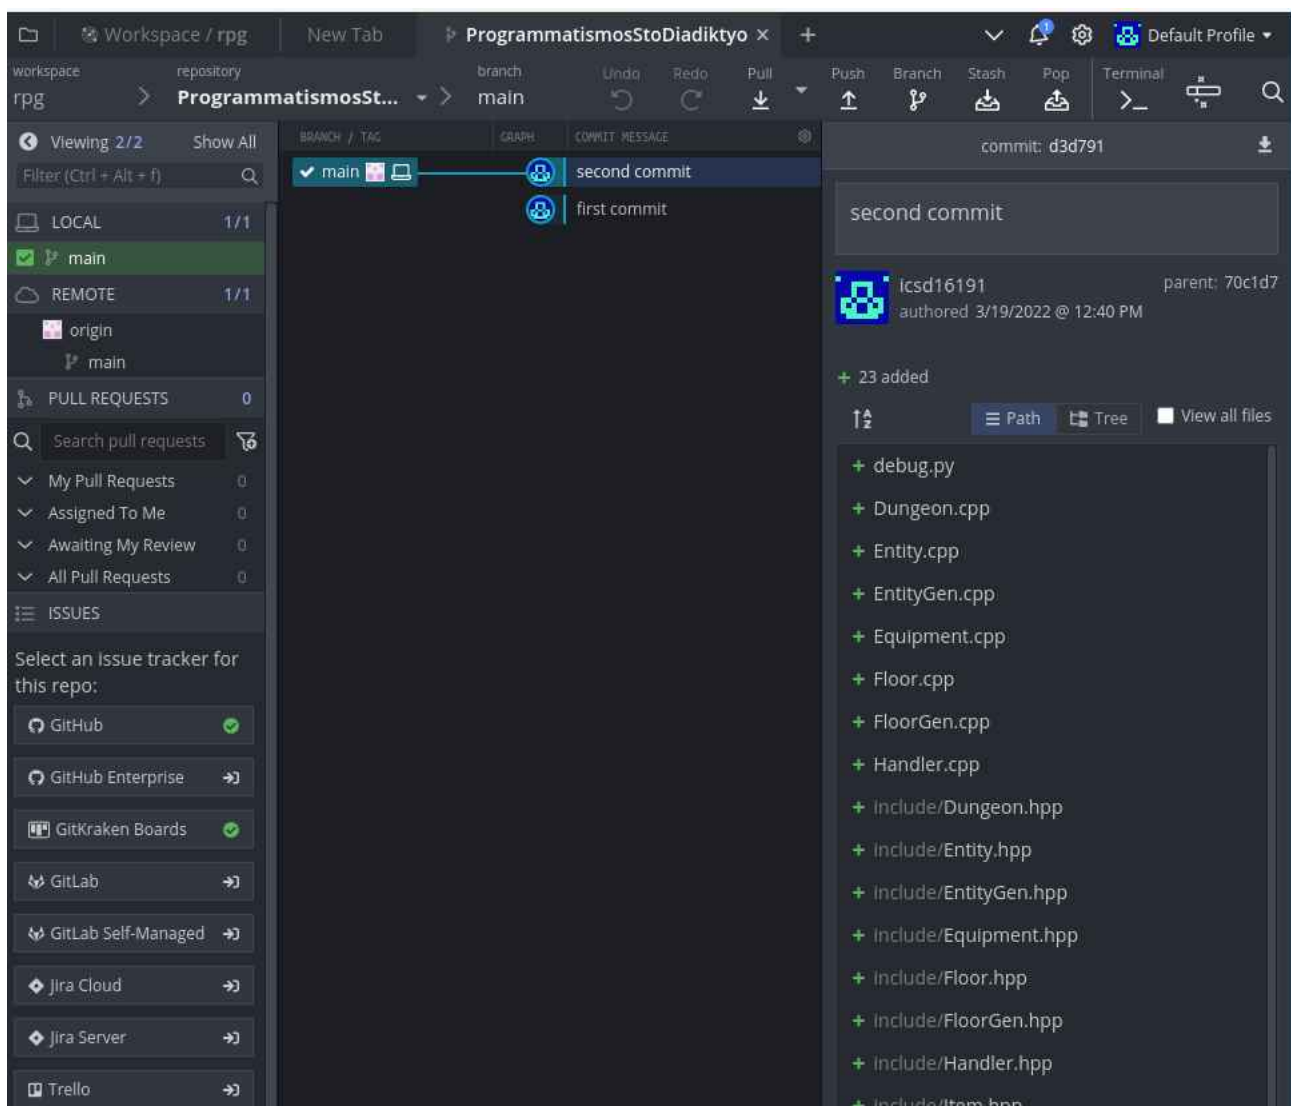 Workspace / rpg
New Tab
ProgrammatismosStoDiadiktyo ×
+
1
Default Profile
workspace
rpg
repository
ProgrammatismosSt...
branch
main
Undo
Redo
Pull
Push
Branch
Stash
Pop
Terminal
Viewing 2/2
Show All
Filter (Ctrl + Alt + f)
LOCAL 1/1
main
REMOTE 1/1
origin
main
PULL REQUESTS 0
Search pull requests
My Pull Requests 0
Assigned To Me 0
Awaiting My Review 0
All Pull Requests 0
ISSUES
Select an issue tracker for
this repo:
GitHub
GitHub Enterprise
GitKraken Boards
GitLab
GitLab Self-Managed
Jira Cloud
Jira Server
Trello
BRANCH / TAG
GRAPH
COMMIT MESSAGE
main
second commit
first commit
commit: d3d791
second commit
icsd16191
authored 3/19/2022 @ 12:40 PM
parent: 70c1d7
+ 23 added
A
Z
Path
Tree
View all files
+ debug.py
+ Dungeon.cpp
+ Entity.cpp
+ EntityGen.cpp
+ Equipment.cpp
+ Floor.cpp
+ FloorGen.cpp
+ Handler.cpp
+ include/Dungeon.hpp
+ include/Entity.hpp
+ include/EntityGen.hpp
+ include/Equipment.hpp
+ include/Floor.hpp
+ include/FloorGen.hpp
+ include/Handler.hpp
+ include/Item.hpp